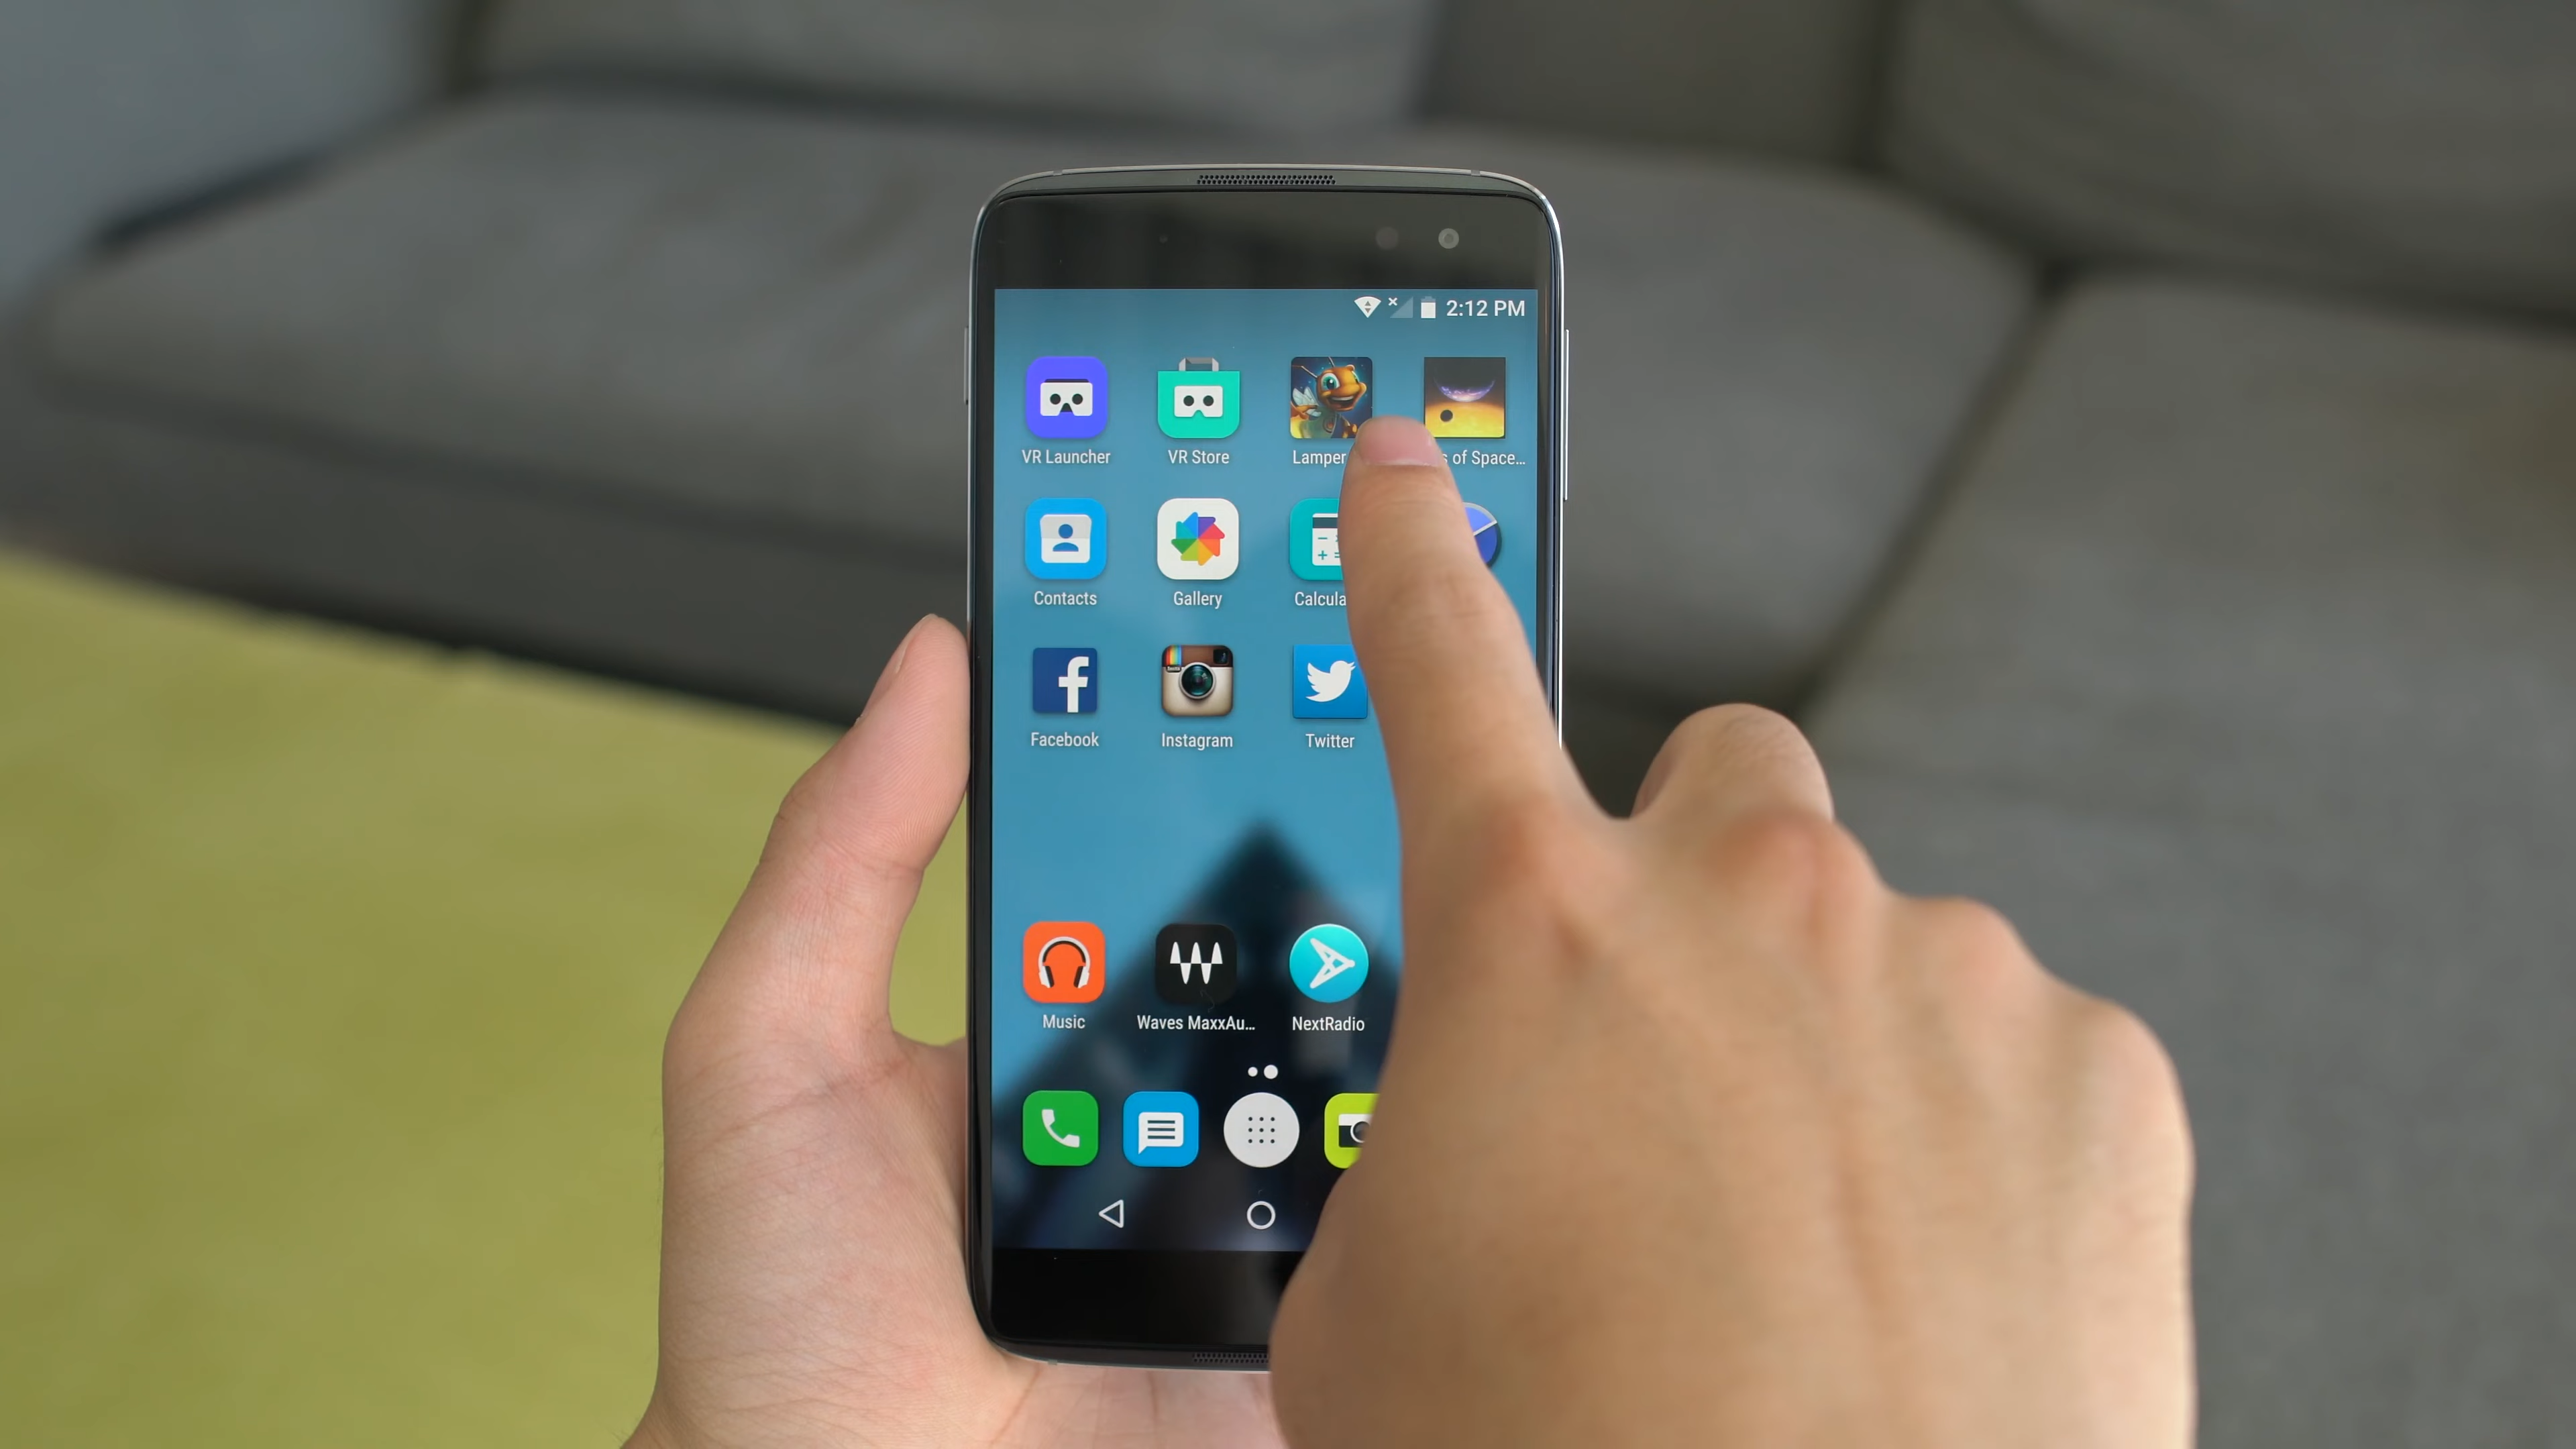 2:12 PM
VR Launcher
VR Store
Lamper
s of Space...
Contacts
Gallery
Calcula
Facebook
Instagram
Twitter
Music
Waves MaxxAu...
NextRadio